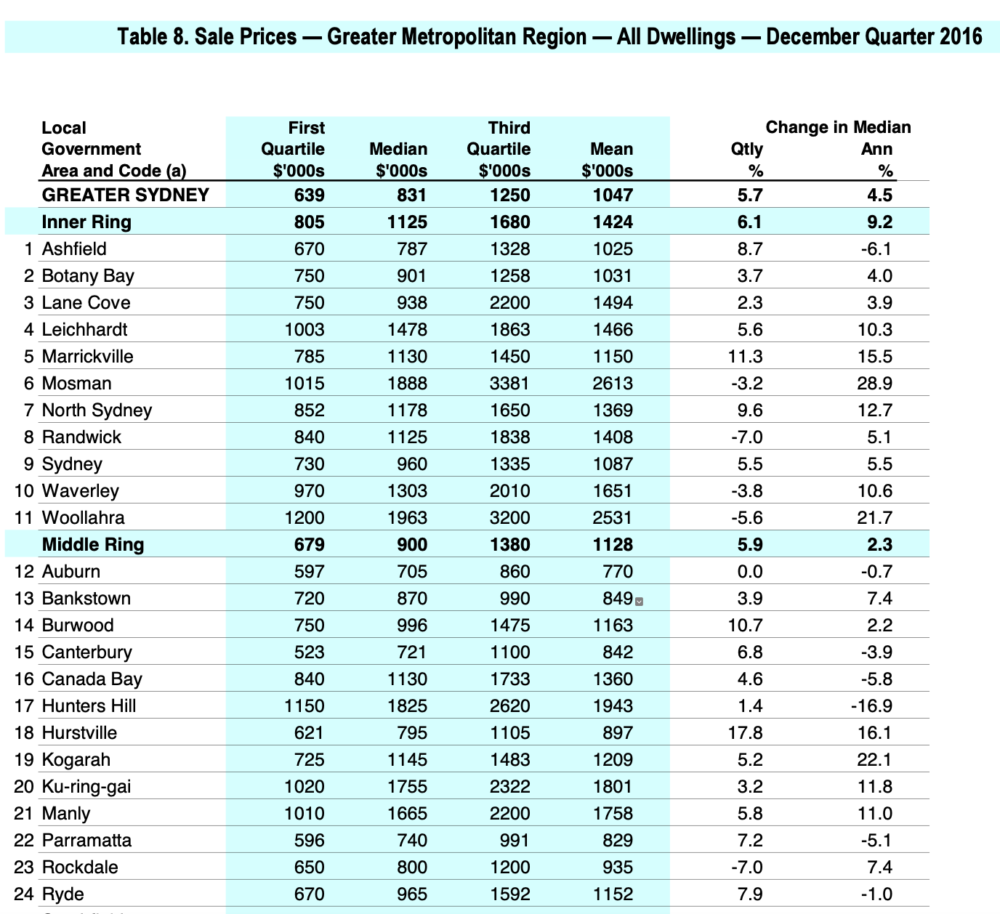 Table 8. Sale Prices — Greater Metropolitan Region — All Dwellings — December Quarter 2016
Local First Third Change in Median
Government Quartile Median Quartile Mean Qtly Ann
Area and Code (a) $'000s $'000s $'000s $'000s % %
GREATER SYDNEY 639 831 1250 1047 5.7 4.5
Inner Ring 805 1125 1680 1424 6.1 9.2
1 Ashfield 670 787 1328 1025 8.7 -6.1
2 Botany Bay 750 901 1258 1031 3.7 4.0
3 Lane Cove 750 938 2200 1494 2.3 3.9
4 Leichhardt 1003 1478 1863 1466 5.6 10.3
5 Marrickville 785 1130 1450 1150 11.3 15.5
6 Mosman 1015 1888 3381 2613 -3.2 28.9
7 North Sydney 852 1178 1650 1369 9.6 12.7
8 Randwick 840 1125 1838 1408 -7.0 5.1
9 Sydney 730 960 1335 1087 5.5 5.5
10 Waverley 970 1303 2010 1651 -3.8 10.6
11 Woollahra 1200 1963 3200 2531 -5.6 21.7
Middle Ring 679 900 1380 1128 5.9 2.3
12 Auburn 597 705 860 770 0.0 -0.7
13 Bankstown 720 870 990 849 3.9 7.4
14 Burwood 750 996 1475 1163 10.7 2.2
15 Canterbury 523 721 1100 842 6.8 -3.9
16 Canada Bay 840 1130 1733 1360 4.6 -5.8
17 Hunters Hill 1150 1825 2620 1943 1.4 -16.9
18 Hurstville 621 795 1105 897 17.8 16.1
19 Kogarah 725 1145 1483 1209 5.2 22.1
20 Ku-ring-gai 1020 1755 2322 1801 3.2 11.8
21 Manly 1010 1665 2200 1758 5.8 11.0
22 Parramatta 596 740 991 829 7.2 -5.1
23 Rockdale 650 800 1200 935 -7.0 7.4
24 Ryde 670 965 1592 1152 7.9 -1.0